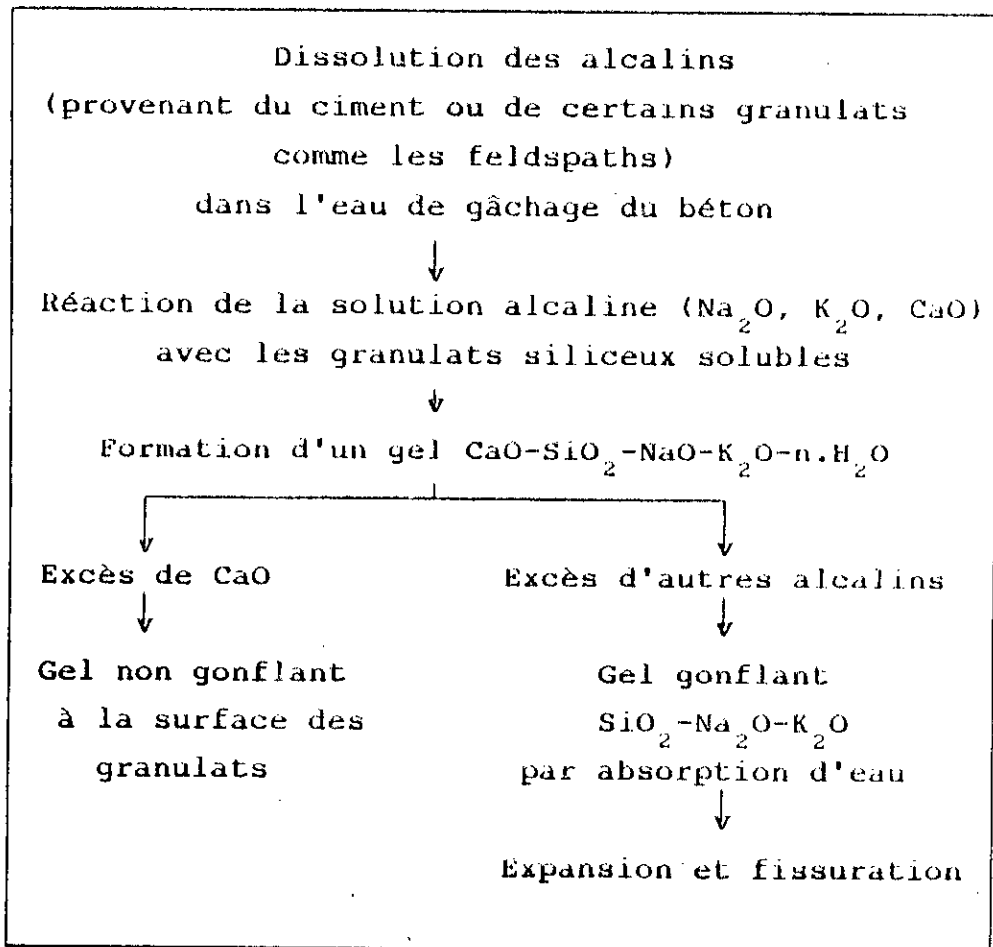 Dissolution des alcalins
(provenant du ciment ou de certains granulats
comme les feldspaths)
dans l'eau de gâchage du béton
Réaction de la solution alcaline (Na₂O, K₂O, CaO)
avec les granulats siliceux solubles
Formation d'un gel CaO-SiO₂-NaO-K₂O-n.H₂O
Excès de CaO
Gel non gonflant
à la surface des
granulats
Excès d'autres alcalins
Gel gonflant
SiO₂-Na₂O-K₂O
par absorption d'eau
Expansion et fissuration